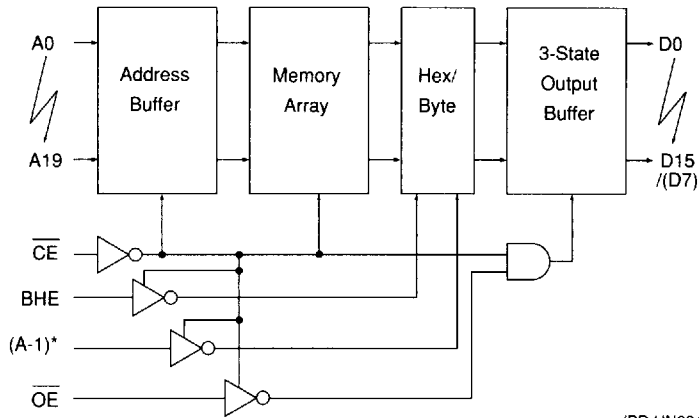 A0
A19
Address
Buffer
Memory
Array
Hex/
Byte
3-State
Output
Buffer
D0
D15
/(D7)
CE
BHE
(A-1)*
OE